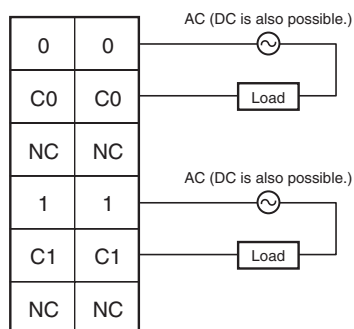 AC (DC is also possible.)
0 0
C0 C0 Load
NC NC
AC (DC is also possible.)
1 1
C1 C1 Load
NC NC